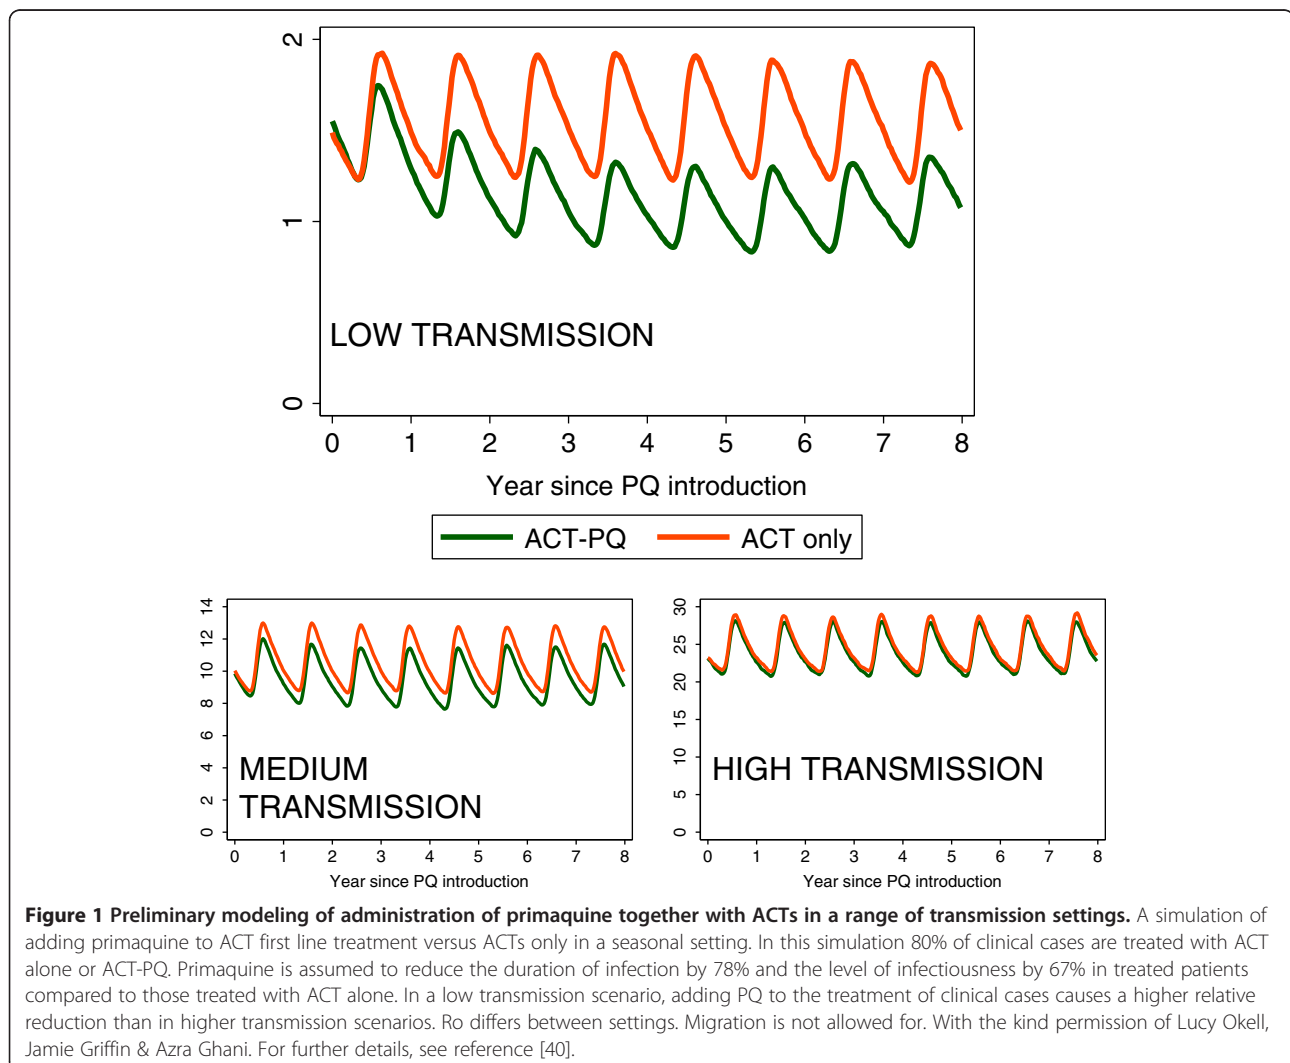 2
1
0
LOW TRANSMISSION
0 1 2 3 4 5 6 7 8
Year since PQ introduction
ACT-PQ ACT only
14
12
10
8
6
4
2
0
MEDIUM
TRANSMISSION
0 1 2 3 4 5 6 7 8
Year since PQ introduction
30
25
20
15
10
5
0
HIGH TRANSMISSION
0 1 2 3 4 5 6 7 8
Year since PQ introduction
Figure 1 Preliminary modeling of administration of primaquine together with ACTs in a range of transmission settings. A simulation of
adding primaquine to ACT first line treatment versus ACTs only in a seasonal setting. In this simulation 80% of clinical cases are treated with ACT
alone or ACT-PQ. Primaquine is assumed to reduce the duration of infection by 78% and the level of infectiousness by 67% in treated patients
compared to those treated with ACT alone. In a low transmission scenario, adding PQ to the treatment of clinical cases causes a higher relative
reduction than in higher transmission scenarios. Ro differs between settings. Migration is not allowed for. With the kind permission of Lucy Okell,
Jamie Griffin & Azra Ghani. For further details, see reference [40].